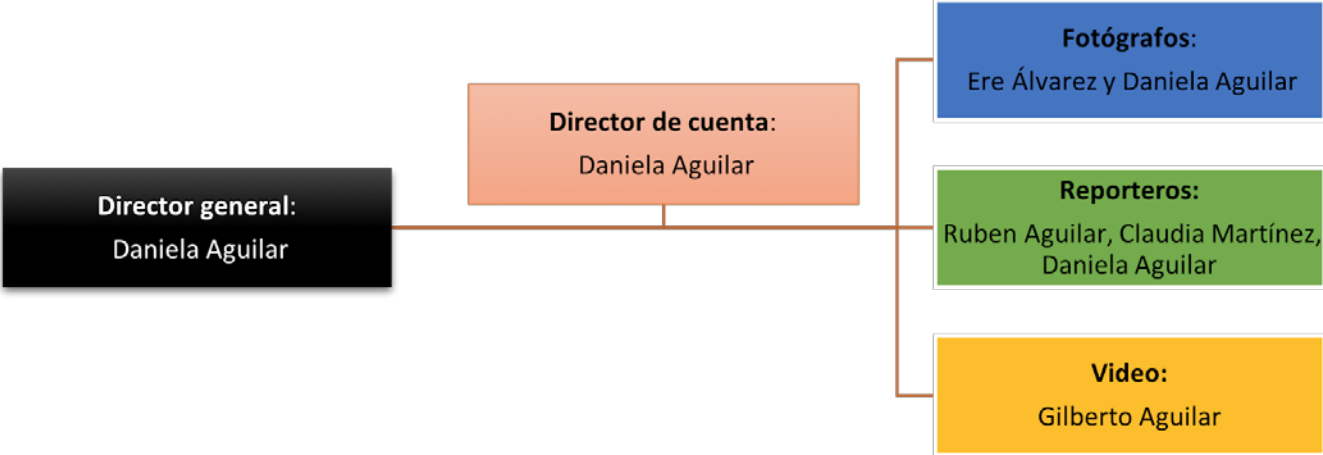 Director general:
Daniela Aguilar
Director de cuenta:
Daniela Aguilar
Fotógrafos:
Ere Álvarez y Daniela Aguilar
Reporteros:
Ruben Aguilar, Claudia Martínez,
Daniela Aguilar
Video:
Gilberto Aguilar